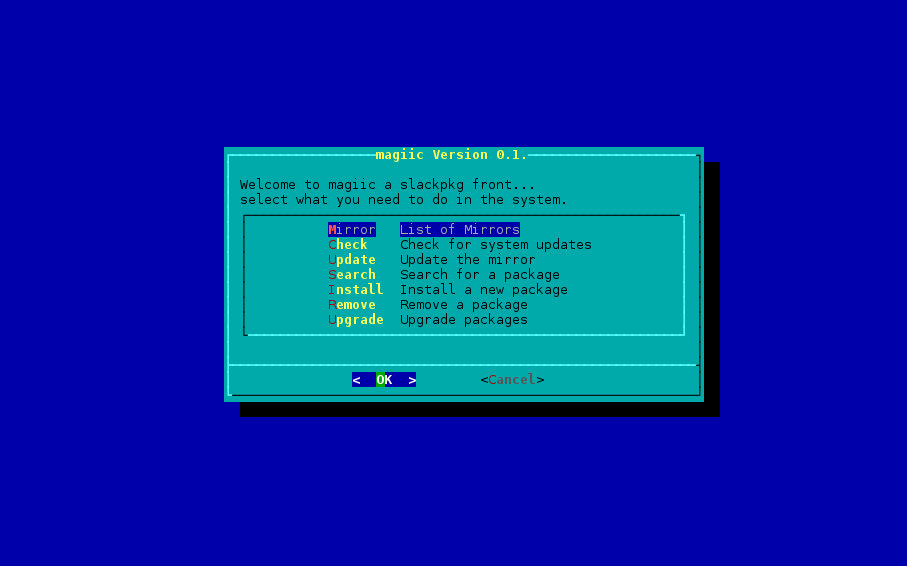 magiic Version 0.1.
Welcome to magiic a slackpkg front...
select what you need to do in the system.
Mirror List of Mirrors
Check Check for system updates
Update Update the mirror
Search Search for a package
Install Install a new package
Remove Remove a package
Upgrade Upgrade packages
< OK > <Cancel>